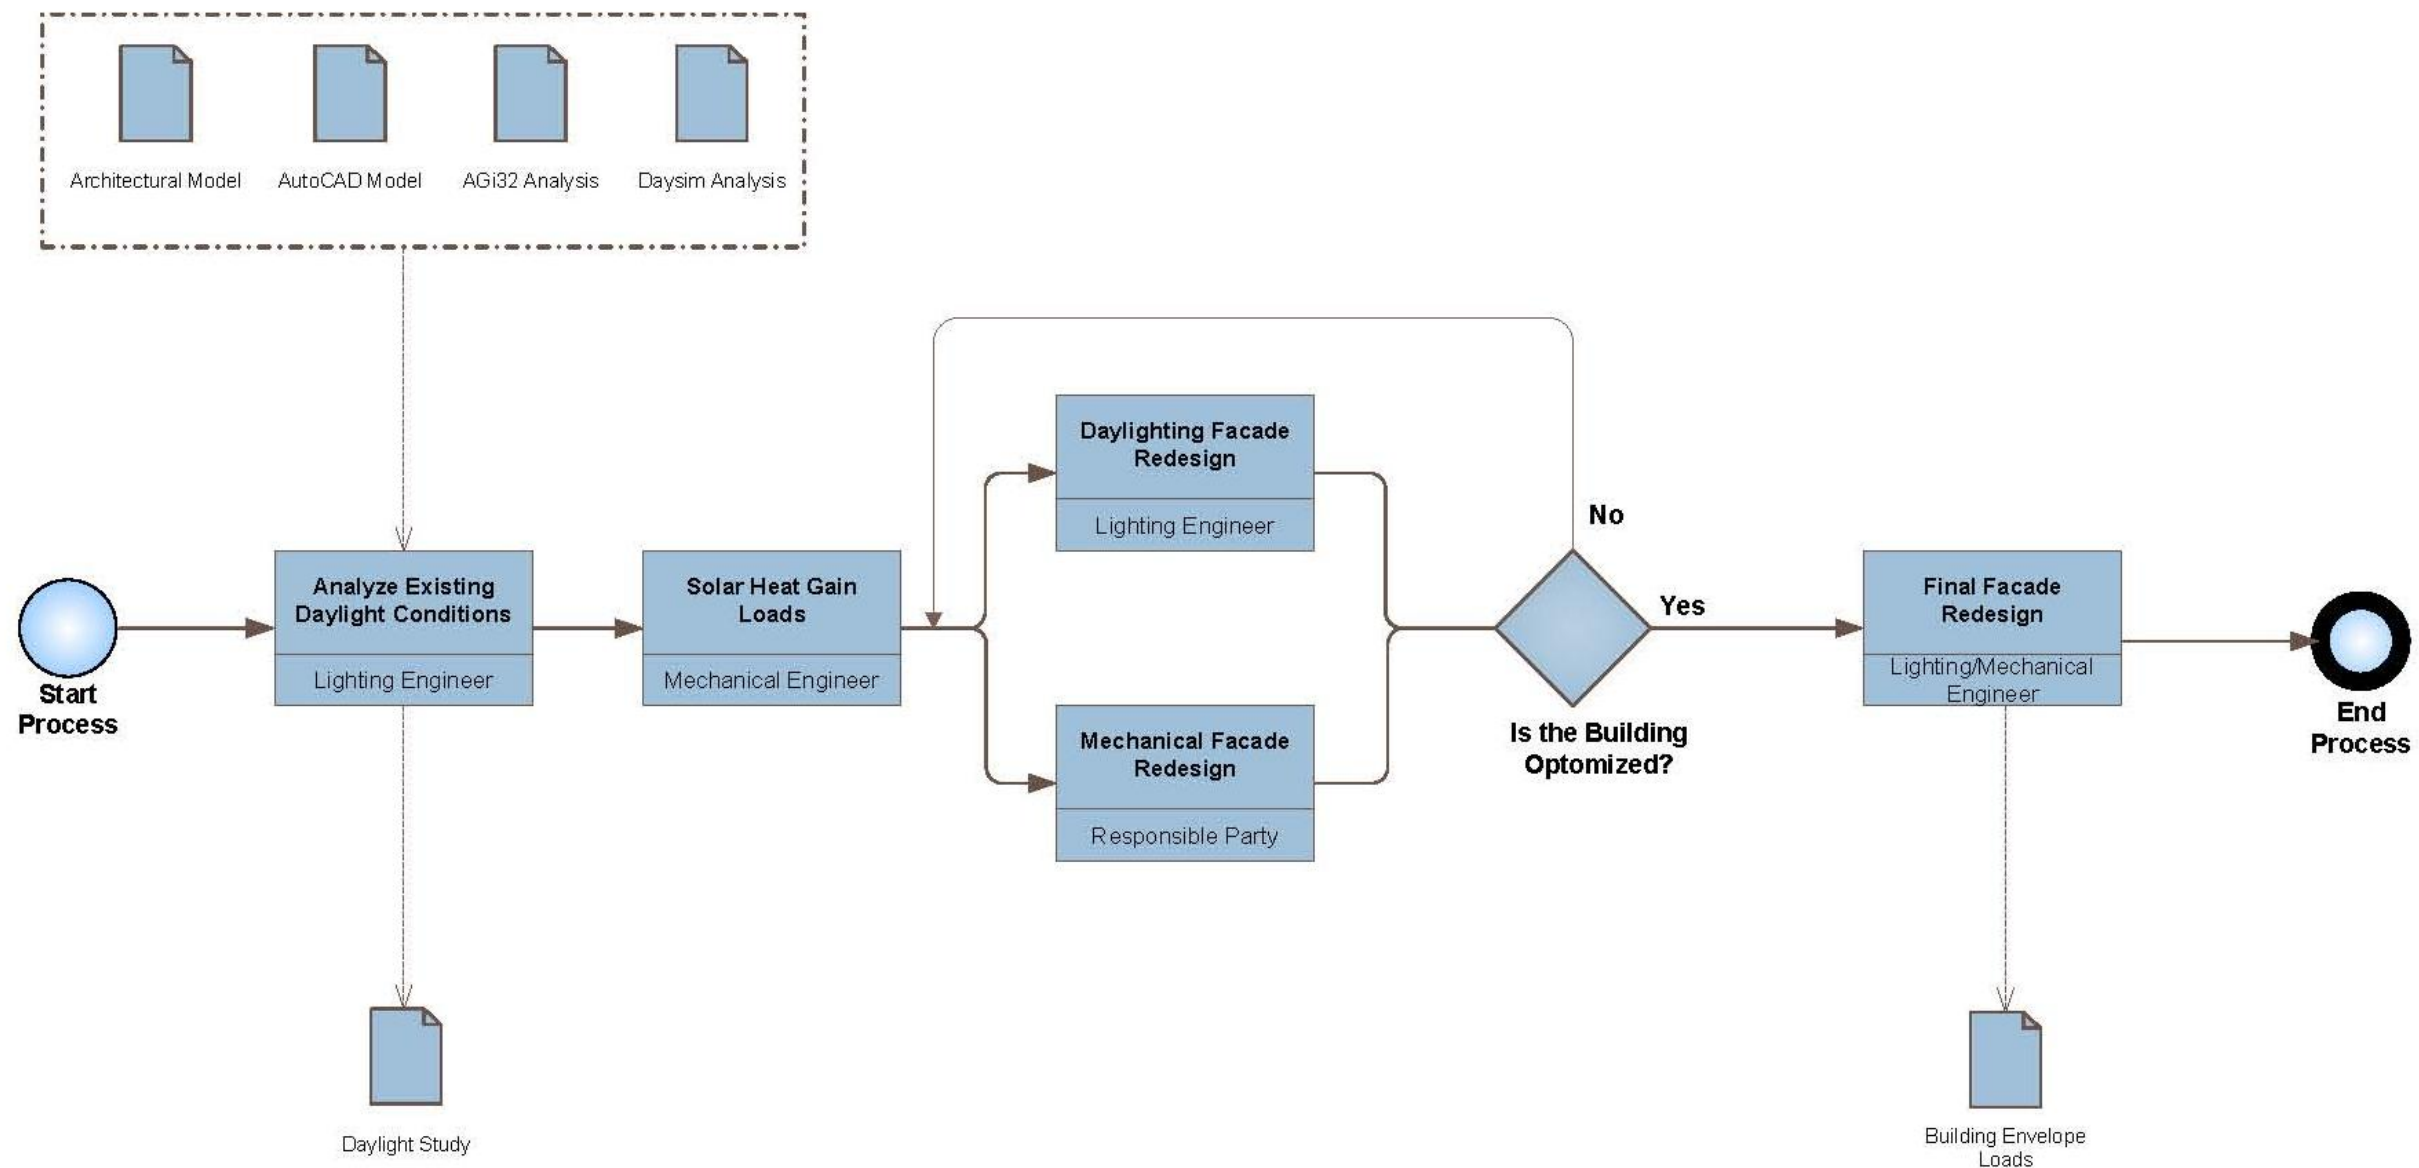 Architectural Model
AutoCAD Model
AGi32 Analysis
Daysim Analysis
Start
Process
Analyze Existing
Daylight Conditions
Lighting Engineer
Solar Heat Gain
Loads
Mechanical Engineer
Daylighting Facade
Redesign
Lighting Engineer
Mechanical Facade
Redesign
Responsible Party
No
Yes
Is the Building
Optomized?
Final Facade
Redesign
Lighting/Mechanical
Engineer
End
Process
Daylight Study
Building Envelope
Loads